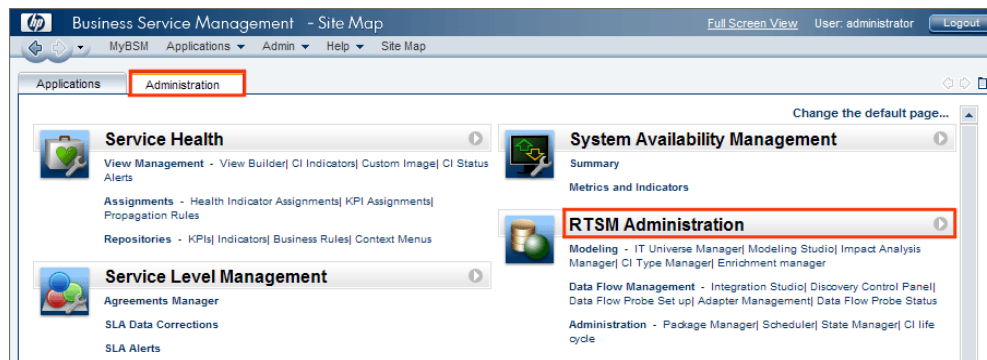 hp Business Service Management - Site Map Full Screen View User: administrator Logout
MyBSM Applications Admin Help Site Map
Applications Administration
Change the default page...
Service Health
View Management - View Builder| CI Indicators| Custom Image| CI Status
Alerts
Assignments - Health Indicator Assignments| KPI Assignments|
Propagation Rules
Repositories - KPIs| Indicators| Business Rules| Context Menus
Service Level Management
Agreements Manager
SLA Data Corrections
SLA Alerts
System Availability Management
Summary
Metrics and Indicators
RTSM Administration
Modeling - IT Universe Manager| Modeling Studio| Impact Analysis
Manager| CI Type Manager| Enrichment manager
Data Flow Management - Integration Studio| Discovery Control Panel|
Data Flow Probe Set up| Adapter Management| Data Flow Probe Status
Administration - Package Manager| Scheduler| State Manager| CI life
cycle